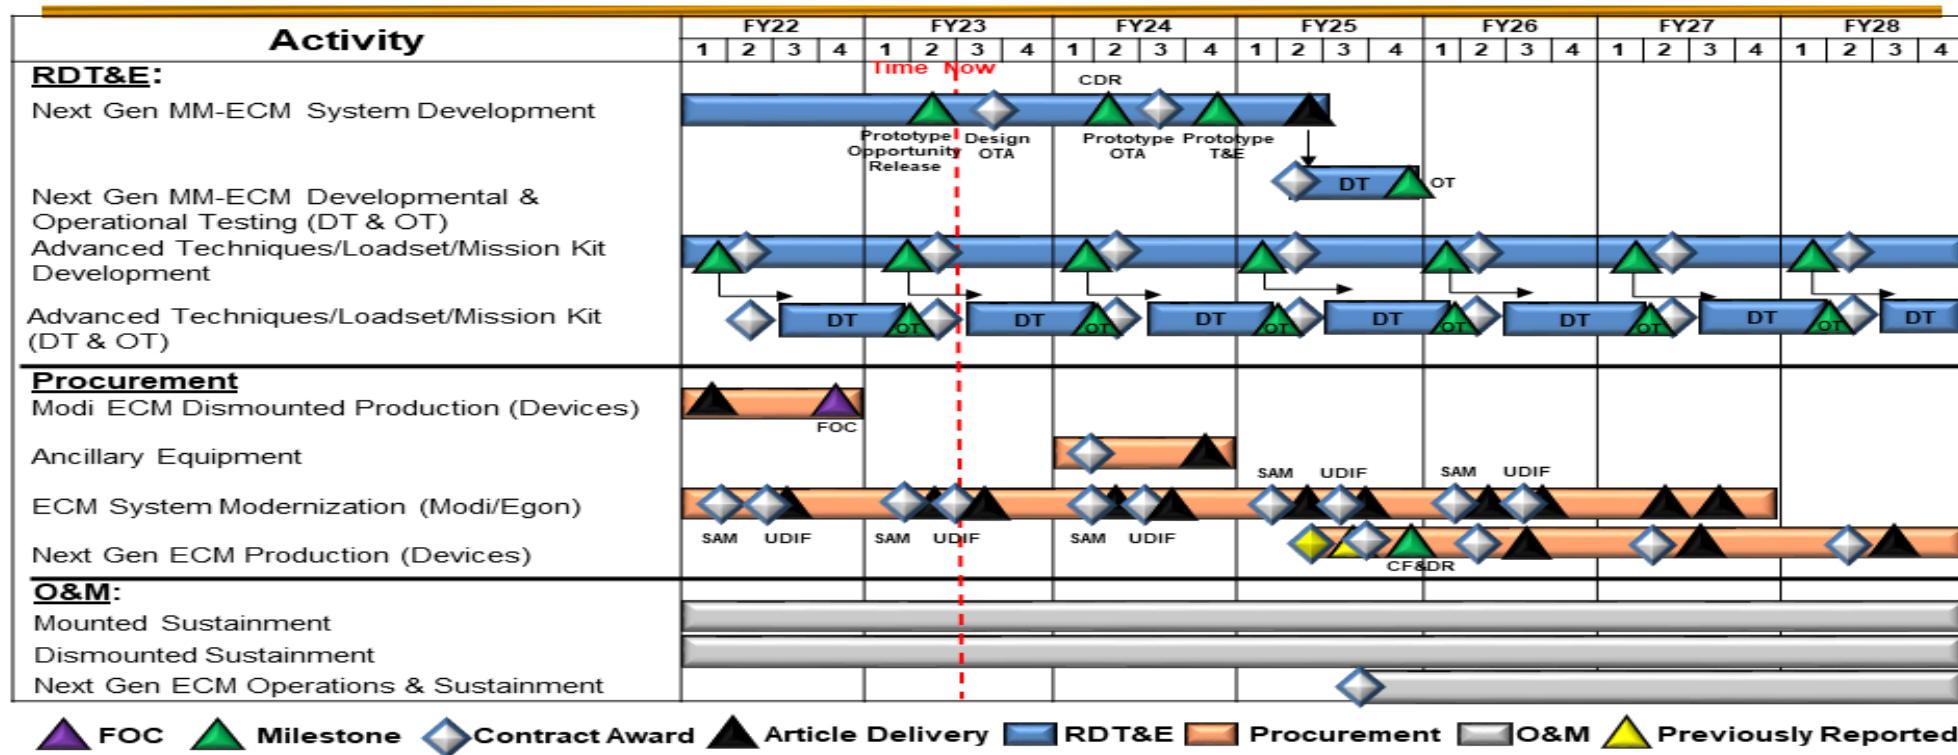 Activity FY22 FY23 FY24 FY25 FY26 FY27 FY28
1 2 3 4 1 2 3 4 1 2 3 4 1 2 3 4 1 2 3 4 1 2 3 4 1 2 3 4
RDT&E:
Time Now
CDR
Next Gen MM-ECM System Development
Prototype Opportunity Release
Design OTA
Prototype OTA
Prototype T&E
DT OT
Next Gen MM-ECM Developmental &
Operational Testing (DT & OT)
Advanced Techniques/Loadset/Mission Kit
Development
Advanced Techniques/Loadset/Mission Kit
(DT & OT)
DT OT DT OT DT OT DT OT DT OT DT OT DT
Procurement
Modi ECM Dismounted Production (Devices)
FOC
Ancillary Equipment
SAM UDIF SAM UDIF
ECM System Modernization (Modi/Egon)
SAM UDIF SAM UDIF SAM UDIF
Next Gen ECM Production (Devices)
CF&DR
O&M:
Mounted Sustainment
Dismounted Sustainment
Next Gen ECM Operations & Sustainment
FOC Milestone Contract Award Article Delivery RDT&E Procurement O&M Previously Reported